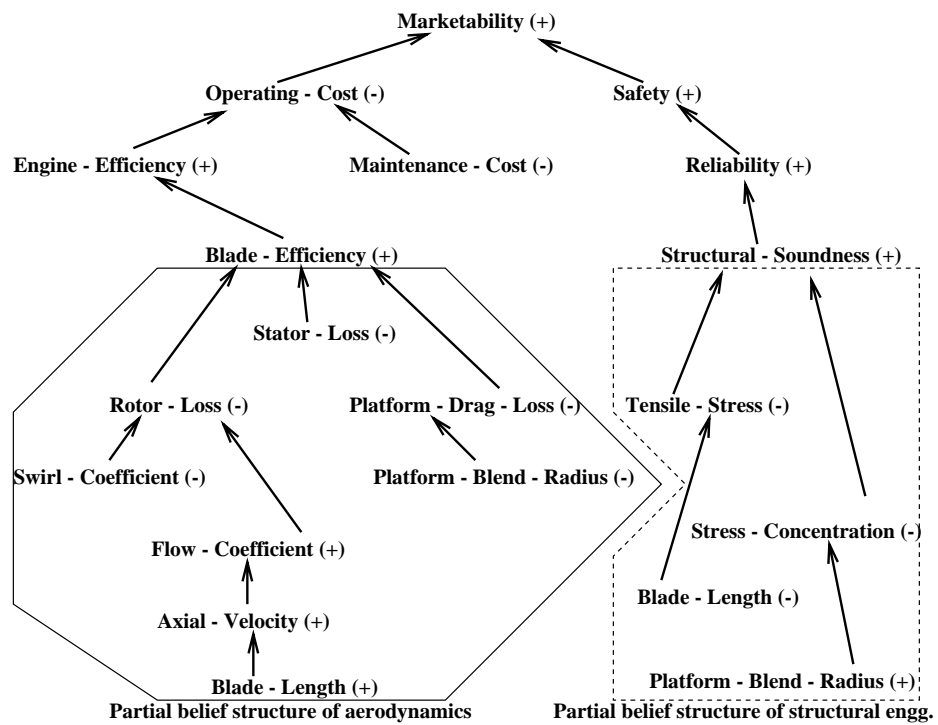 Marketability (+)
Operating - Cost (-)
Safety (+)
Engine - Efficiency (+)
Maintenance - Cost (-)
Reliability (+)
Blade - Efficiency (+)
Structural - Soundness (+)
Stator - Loss (-)
Rotor - Loss (-)
Platform - Drag - Loss (-)
Tensile - Stress (-)
Swirl - Coefficient (-)
Platform - Blend - Radius (-)
Stress - Concentration (-)
Flow - Coefficient (+)
Blade - Length (-)
Axial - Velocity (+)
Blade - Length (+)
Platform - Blend - Radius (+)
Partial belief structure of aerodynamics
Partial belief structure of structural engg.